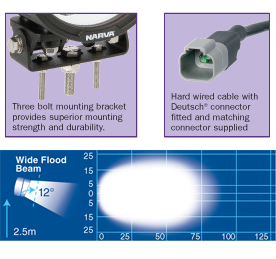 NARVA
Three bolt mounting bracket
provides superior mounting
strength and durability.
Hard wired cable with
Deutsch® connector
fitted and matching
connector supplied
Wide Flood
Beam
12°
2.5m
25
15
5
0
5
15
25
0 25 50 75 100 125